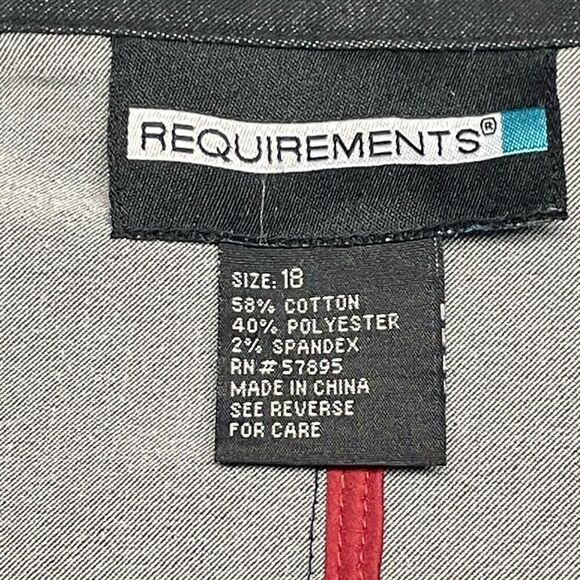 REQUIREMENTS®
SIZE: 18
58% COTTON
40% POLYESTER
2% SPANDEX
RN# 57895
MADE IN CHINA
SEE REVERSE
FOR CARE